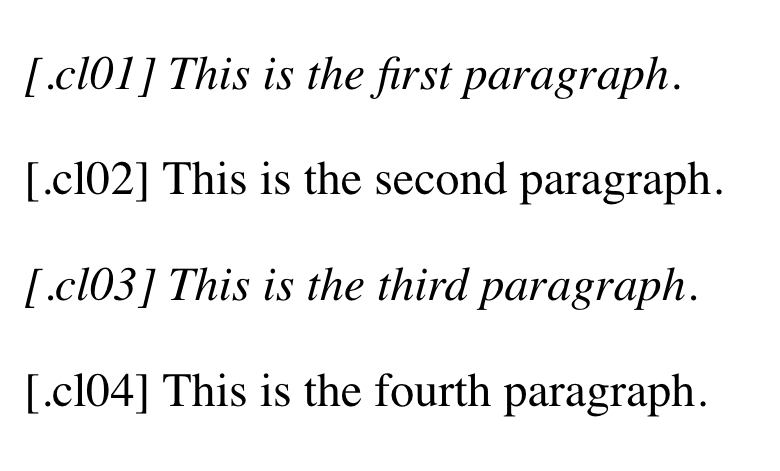 [.cl01] This is the first paragraph.
[.cl02] This is the second paragraph.
[.cl03] This is the third paragraph.
[.cl04] This is the fourth paragraph.